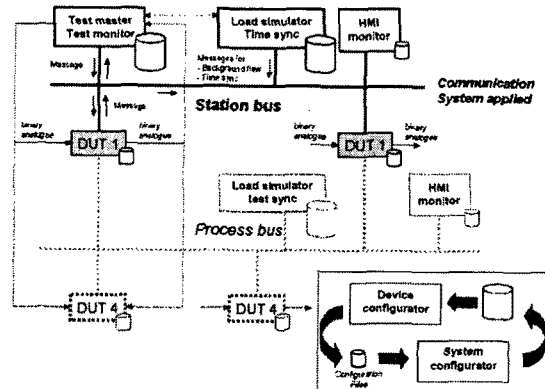 Test master
Test monitor
Load simulator
Time sync
HMI
monitor
Message
Messages for
- Background flow
- Time sync
Message
Station bus
Communication
System applied
binary
analogue
DUT 1
binary
analogue
binary
analogue
DUT 1
binary
analogue
Load simulator
test sync
HMI
monitor
Process bus
DUT 4
DUT 4
Device
configurator
Configuration
Files
System
configurator